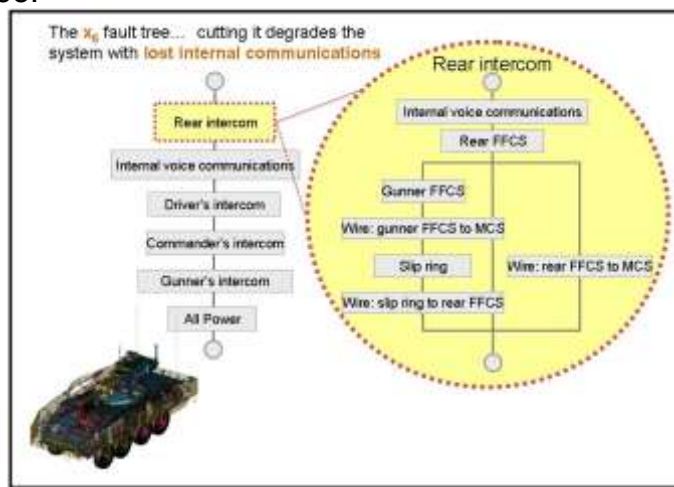 The x₆ fault tree... cutting it degrades the
system with lost internal communications
Rear intercom
Internal voice communications
Driver's intercom
Commander's intercom
Gunner's intercom
All Power
Rear intercom
Internal voice communications
Rear FFCS
Gunner FFCS
Wire: gunner FFCS to MCS
Slip ring
Wire: slip ring to rear FFCS
Wire: rear FFCS to MCS